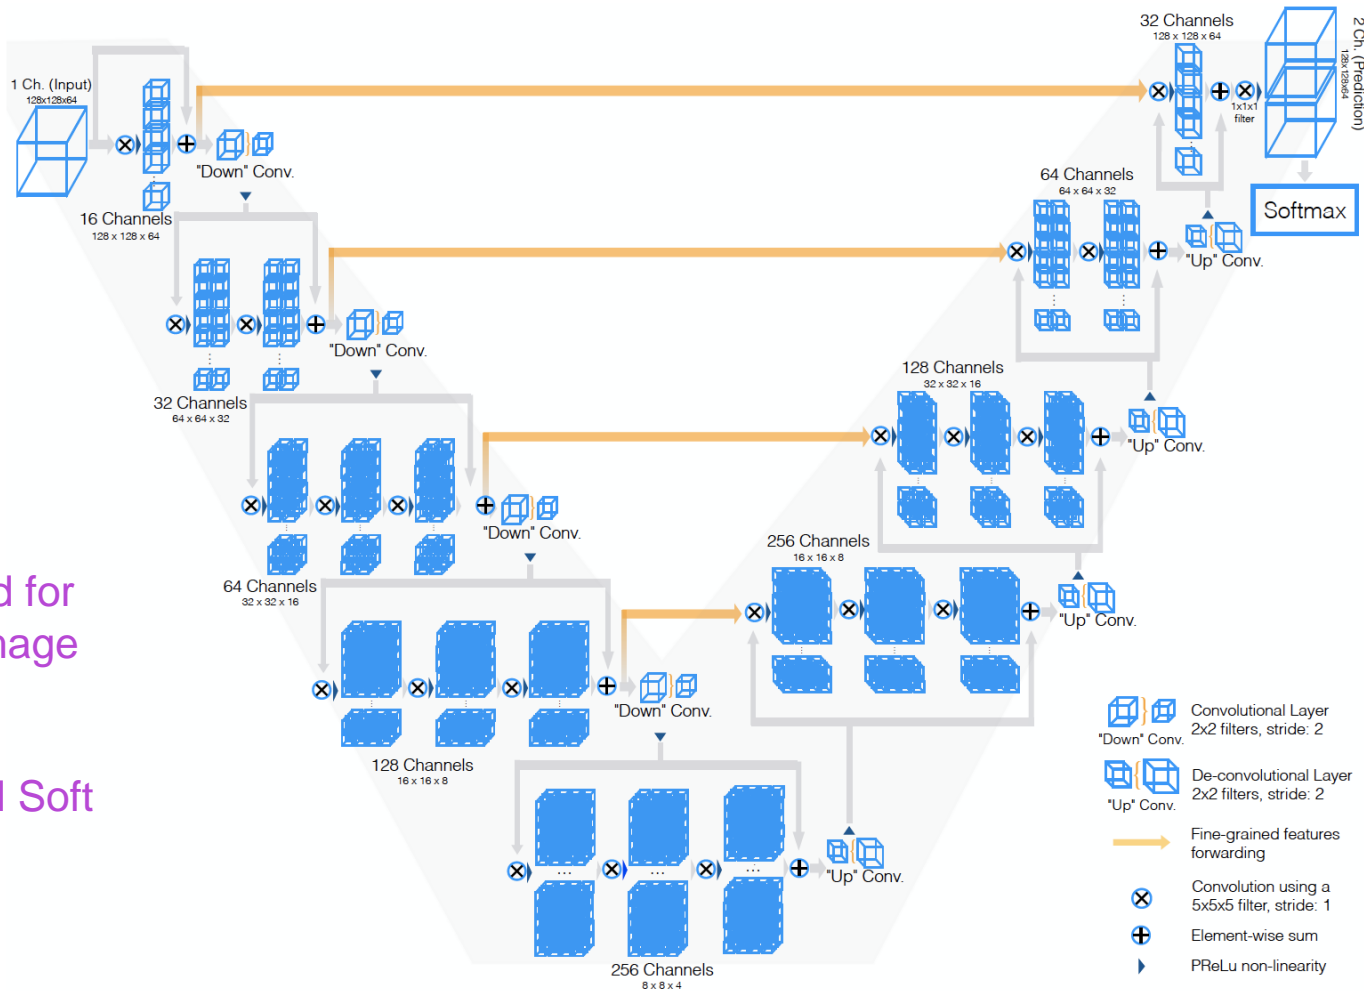 32 Channels
128 x 128 x 64
2 Ch. (Prediction)
128x128x64
1 Ch. (Input)
128x128x64
1x1x1
filter
"Down" Conv.
64 Channels
64 x 64 x 32
16 Channels
128 x 128 x 64
Softmax
"Up" Conv.
"Down" Conv.
128 Channels
32 x 32 x 16
32 Channels
64 x 64 x 32
"Up" Conv.
"Down" Conv.
256 Channels
16 x 16 x 8
64 Channels
32 x 32 x 16
d for
nage
"Up" Conv.
"Down" Conv.
128 Channels
16 x 16 x 8
l Soft
"Up" Conv.
256 Channels
8 x 8 x 4
"Down" Conv.
Convolutional Layer
2x2 filters, stride: 2
"Up" Conv.
De-convolutional Layer
2x2 filters, stride: 2
Fine-grained features
forwarding
Convolution using a
5x5x5 filter, stride: 1
Element-wise sum
PReLu non-linearity